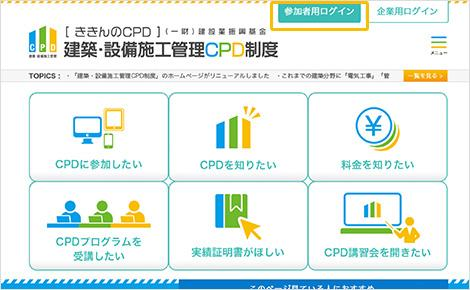 参加者用ログイン
企業用ログイン
[ ききんのCPD ] (一財)建設業振興基金
建築・設備施工管理CPD制度
CPD
建築・設備施工管理
メニュー
TOPICS: ・「建築・設備施工管理CPD制度」のホームページがリニューアルしました ・これまでの建築分野に「電気工事」「管
一覧を見る >
CPDに参加したい
CPDを知りたい
料金を知りたい
CPDプログラムを
受講したい
実績証明書がほしい
CPD講習会を開きたい
このページ見ている人におすすめ